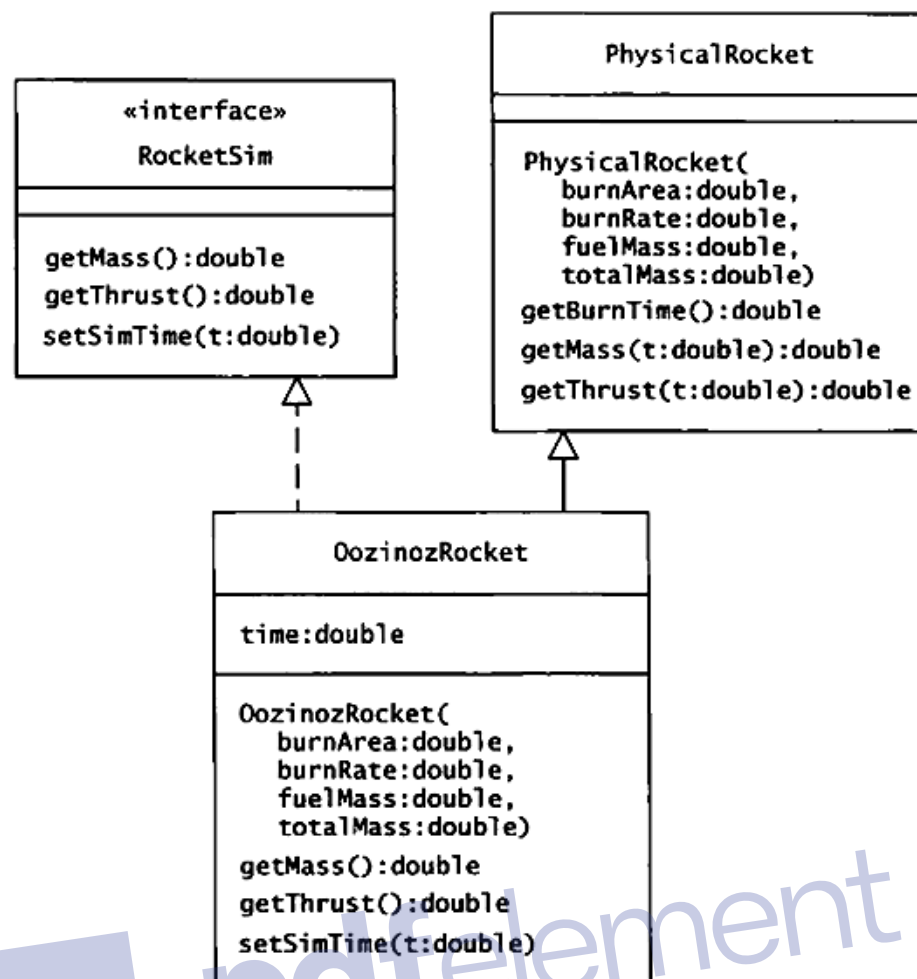 «interface»
RocketSim
getMass():double
getThrust():double
setSimTime(t:double)
PhysicalRocket
PhysicalRocket(
burnArea:double,
burnRate:double,
fuelMass:double,
totalMass:double)
getBurnTime():double
getMass(t:double):double
getThrust(t:double):double
OozinozRocket
time:double
OozinozRocket(
burnArea:double,
burnRate:double,
fuelMass:double,
totalMass:double)
getMass():double
getThrust():double
setSimTime(t:double)
pdfelement